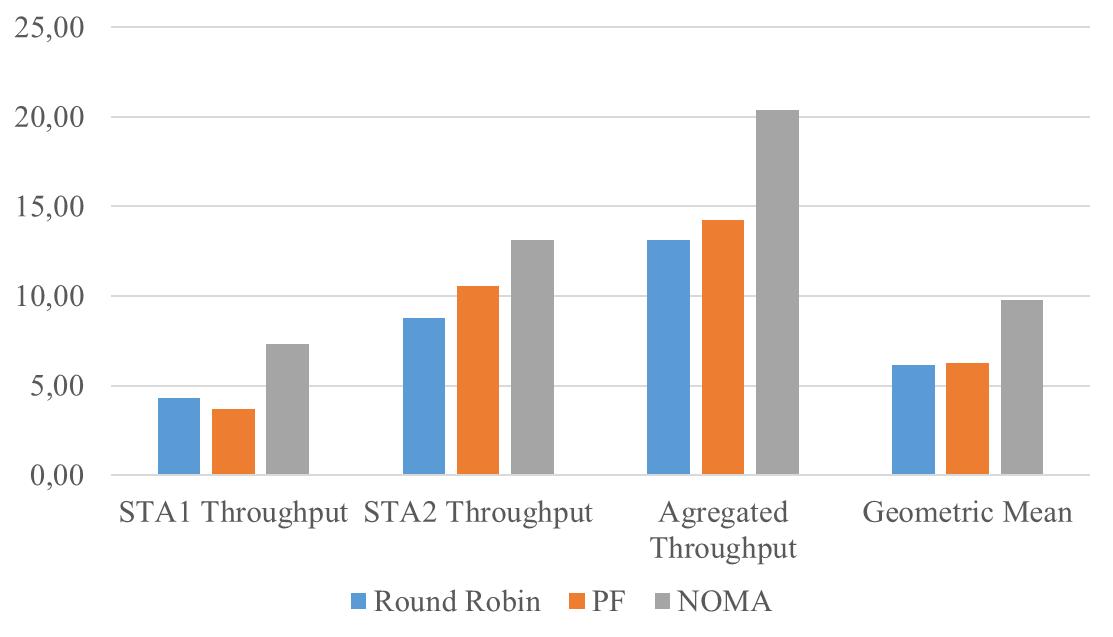 25,00
20,00
15,00
10,00
5,00
0,00
STA1 Throughput
STA2 Throughput
Agregated
Throughput
Geometric Mean
Round Robin
PF
NOMA